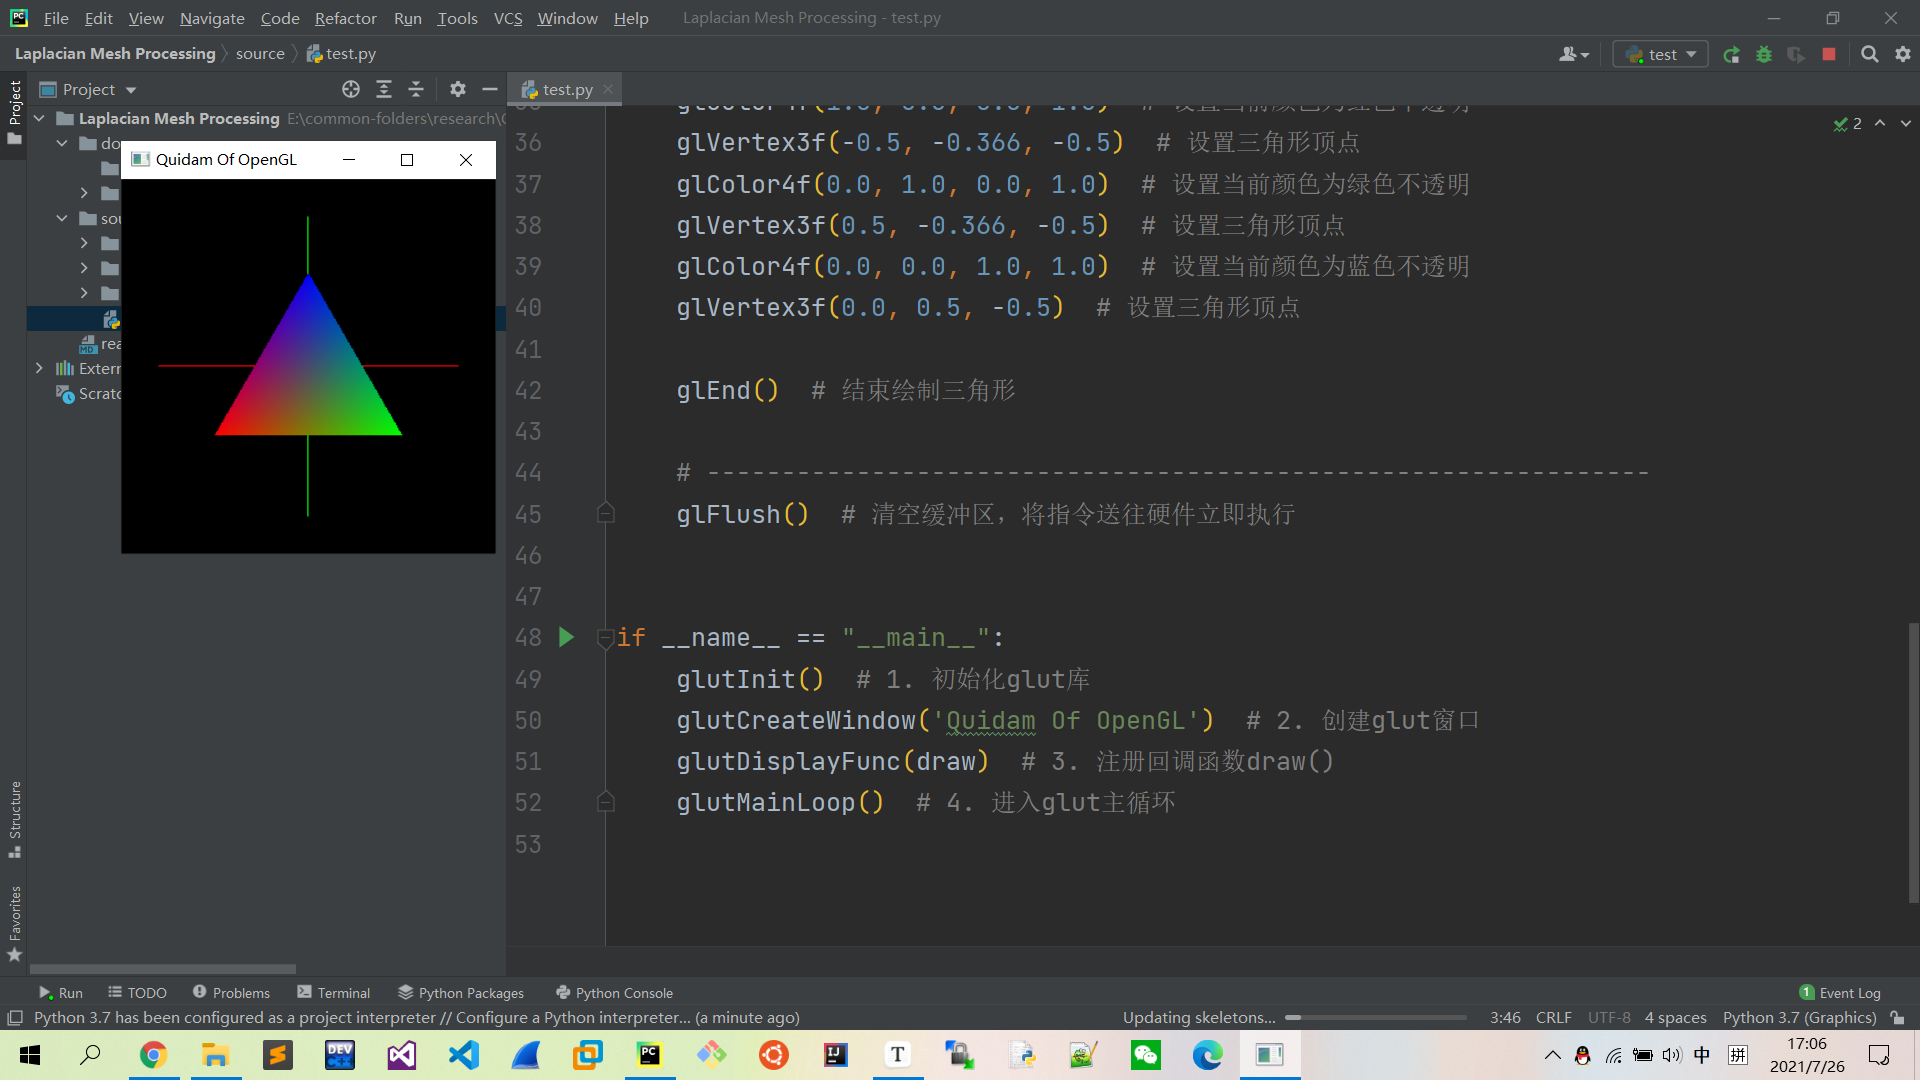 File Edit View Navigate Code Refactor Run Tools VCS Window Help Laplacian Mesh Processing - test.py
Laplacian Mesh Processing source test.py
test
Project
test.py
Project
Laplacian Mesh Processing E:\common-folders\research\
do
sou
rea
Extern
Scratc
Quidam Of OpenGL
2
36 glVertex3f(-0.5, -0.366, -0.5) # 设置三角形顶点
37 glColor4f(0.0, 1.0, 0.0, 1.0) # 设置当前颜色为绿色不透明
38 glVertex3f(0.5, -0.366, -0.5) # 设置三角形顶点
39 glColor4f(0.0, 0.0, 1.0, 1.0) # 设置当前颜色为蓝色不透明
40 glVertex3f(0.0, 0.5, -0.5) # 设置三角形顶点
41
42 glEnd() # 结束绘制三角形
43
44 # ---------------------------------------------------------------
45 glFlush() # 清空缓冲区，将指令送往硬件立即执行
46
47
48 if __name__ == "__main__":
49 glutInit() # 1. 初始化glut库
50 glutCreateWindow('Quidam Of OpenGL') # 2. 创建glut窗口
51 glutDisplayFunc(draw) # 3. 注册回调函数draw()
52 glutMainLoop() # 4. 进入glut主循环
53
Structure
Favorites
Run TODO Problems Terminal Python Packages Python Console 1 Event Log
Python 3.7 has been configured as a project interpreter // Configure a Python interpreter... (a minute ago) Updating skeletons... 3:46 CRLF UTF-8 4 spaces Python 3.7 (Graphics)
中 拼
17:06
2021/7/26